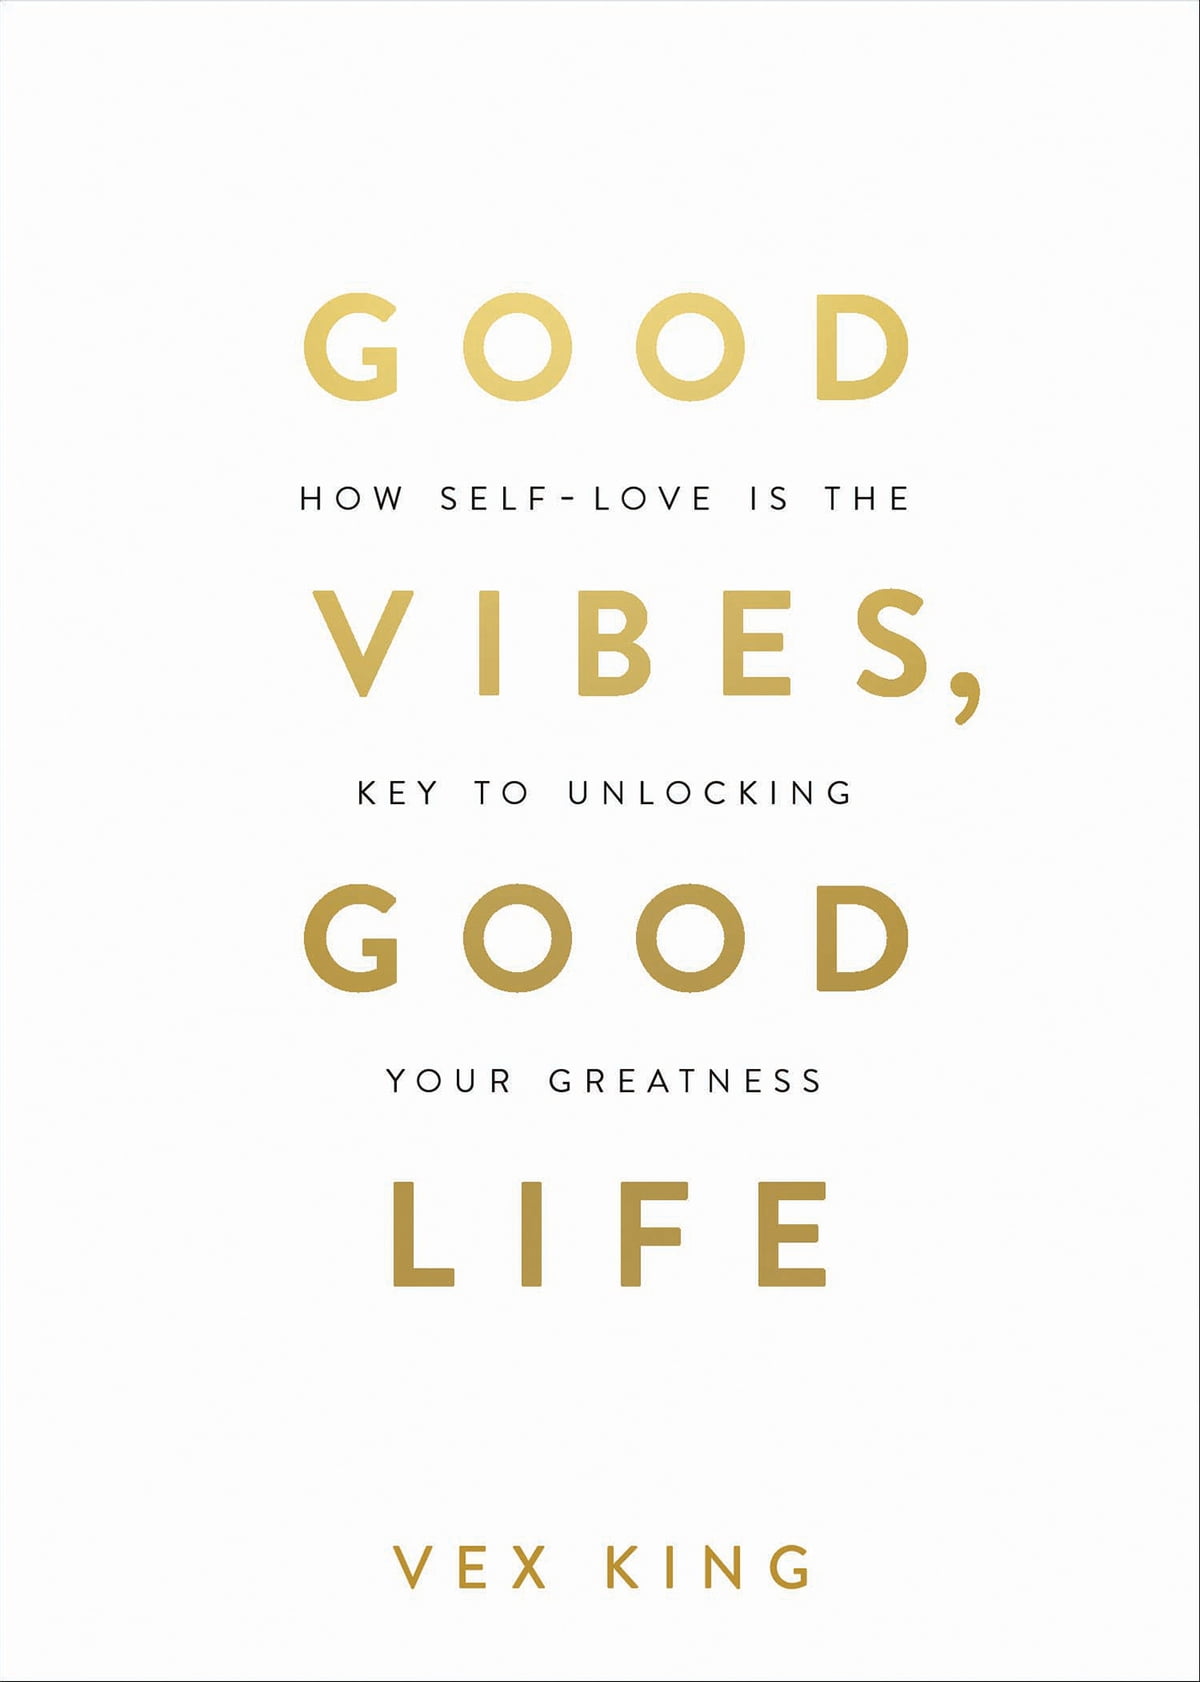 GOOD
HOW SELF-LOVE IS THE
VIBES,
KEY TO UNLOCKING
GOOD
YOUR GREATNESS
LIFE
VEX KING